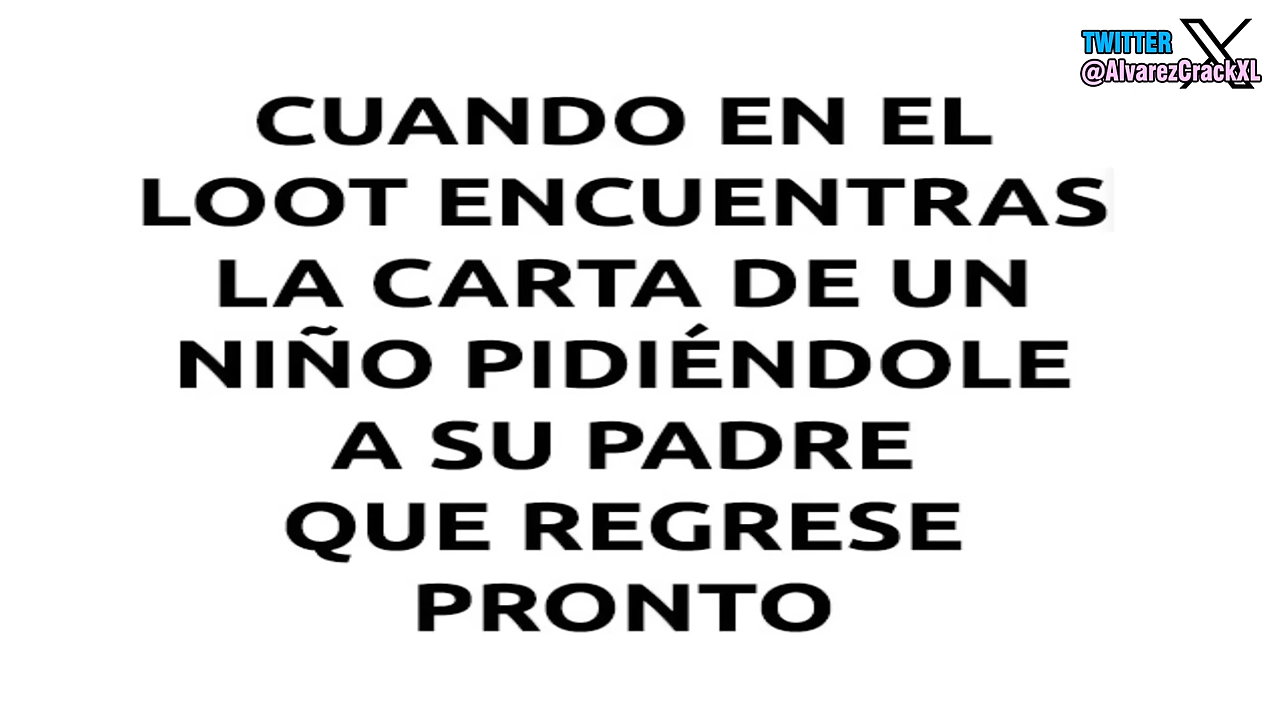 TWITTER X
@AlvarezCrackXL
CUANDO EN EL
LOOT ENCUENTRAS
LA CARTA DE UN
NIÑO PIDIÉNDOLE
A SU PADRE
QUE REGRESE
PRONTO